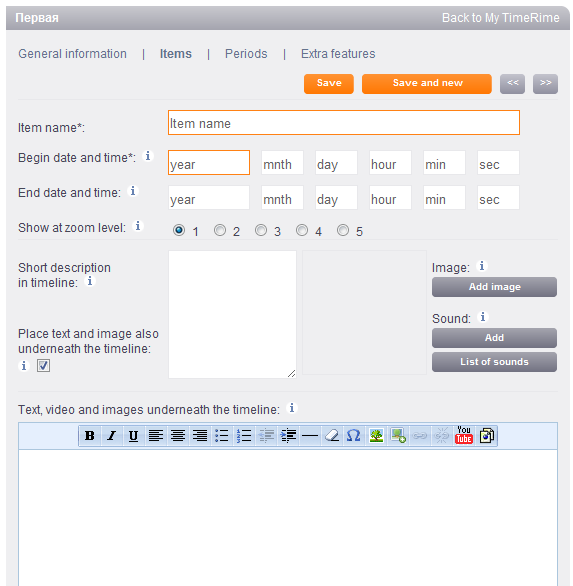 Первая Back to My TimeRime
General information | Items | Periods | Extra features
Save Save and new << >>
Item name*: Item name
Begin date and time*: i year mnth day hour min sec
End date and time: i year mnth day hour min sec
Show at zoom level: i 1 2 3 4 5
Short description
in timeline: i
Image: i
Add image
Sound: i
Add
List of sounds
Place text and image also
underneath the timeline:
i
Text, video and images underneath the timeline: i
B I U Ω You Tube